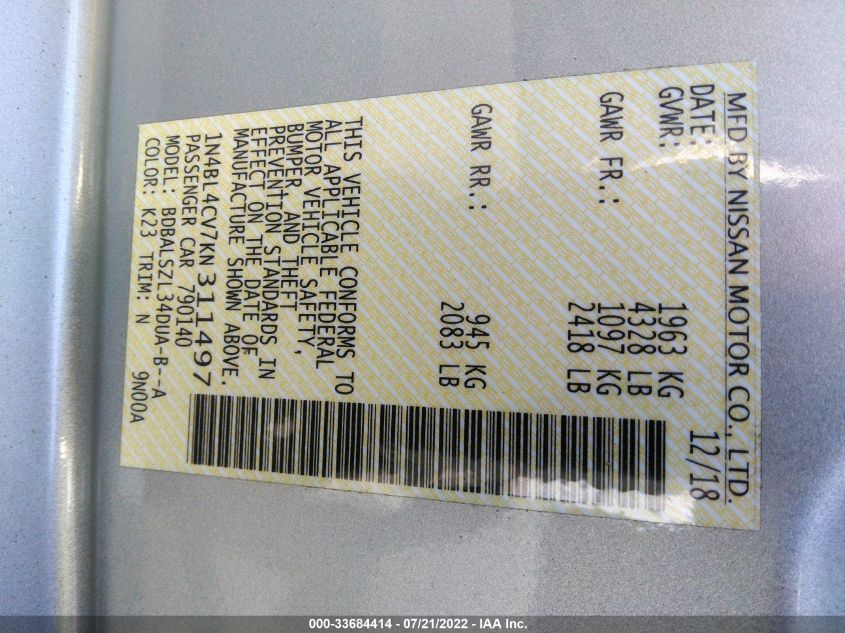 MFD BY NISSAN MOTOR CO., LTD.
DATE: 12/18
GVWR: 1963 KG
4328 LB
GAWR FR.: 1097 KG
2418 LB
GAWR RR.: 945 KG
2083 LB
THIS VEHICLE CONFORMS TO
ALL APPLICABLE FEDERAL
MOTOR VEHICLE SAFETY,
BUMPER AND THEFT
PREVENTION STANDARDS IN
EFFECT ON THE DATE OF
MANUFACTURE SHOWN ABOVE.
1N4BL4CV7KN311497
PASSENGER CAR 790140
MODEL: BDBALSZL34DUA-B--A
COLOR: K23 TRIM: N 9N00A
000-33684414 - 07/21/2022 - IAA Inc.